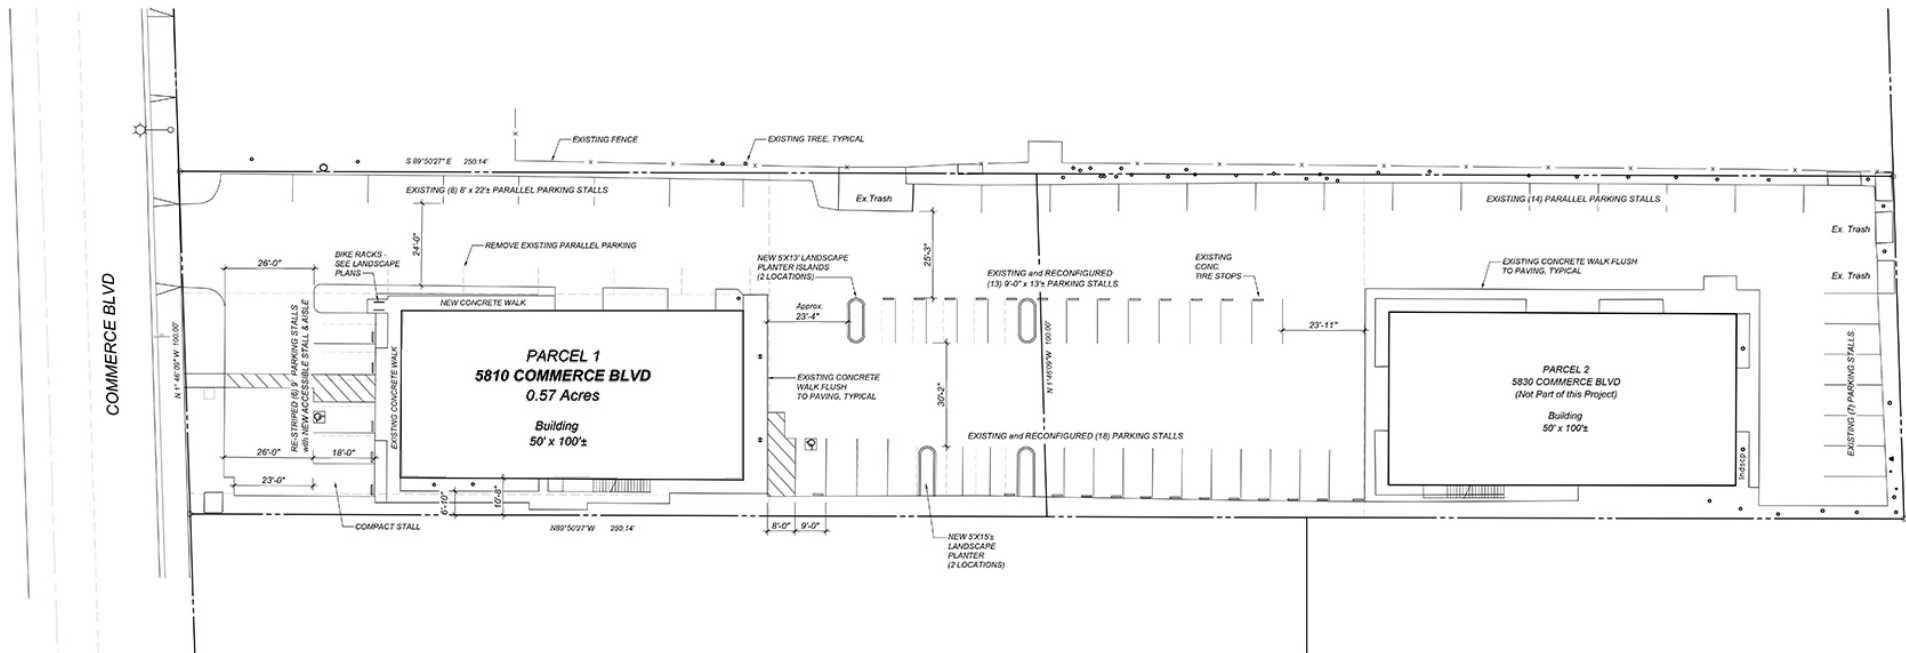 EXISTING FENCE
EXISTING TREE, TYPICAL
S 89°50'27" E 250.14'
EXISTING (8) 8' x 22'± PARALLEL PARKING STALLS
Ex.Trash
EXISTING (14) PARALLEL PARKING STALLS
24'-0"
REMOVE EXISTING PARALLEL PARKING
BIKE RACKS -
SEE LANDSCAPE
PLANS
26'-0"
25'-3"
NEW 5'X13' LANDSCAPE
PLANTER ISLANDS
(2 LOCATIONS)
EXISTING and RECONFIGURED
(13) 9'-0" x 13'± PARKING STALLS
EXISTING
CONC.
TIRE STOPS
EXISTING CONCRETE WALK FLUSH
TO PAVING, TYPICAL
Ex. Trash
Ex. Trash
NEW CONCRETE WALK
Approx.
23'-4"
23'-11"
COMMERCE BLVD
N 1° 46' 09" W 100.00'
RE-STRIPED (6) 9' PARKING STALLS
with NEW ACCESSIBLE STALL & AISLE
EXISTING CONCRETE WALK
PARCEL 1
5810 COMMERCE BLVD
0.57 Acres
Building
50' x 100'±
EXISTING CONCRETE
WALK FLUSH
TO PAVING, TYPICAL
30'-2"
N 1°46'09"W 100.00'
PARCEL 2
5830 COMMERCE BLVD
(Not Part of this Project)
Building
50' x 100'±
EXISTING (7) PARKING STALLS
EXISTING and RECONFIGURED (18) PARKING STALLS
26'-0"
18'-0"
23'-0"
COMPACT STALL
6'-10"
10'-8"
N89°50'27"W 250.14'
8'-0"
9'-0"
NEW 5'X15'±
LANDSCAPE
PLANTER
(2 LOCATIONS)
lndscp